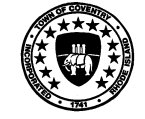 TOWN OF COVENTRY
INCORPORATED
RHODE ISLAND
1741